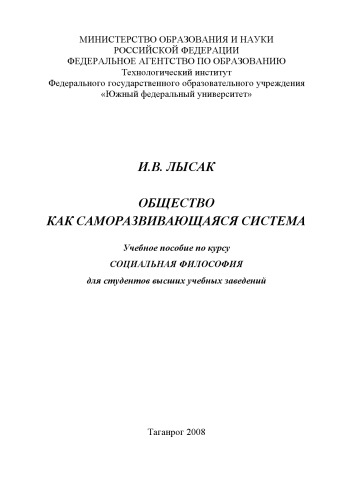 МИНИСТЕРСТВО ОБРАЗОВАНИЯ И НАУКИ
РОССИЙСКОЙ ФЕДЕРАЦИИ
ФЕДЕРАЛЬНОЕ АГЕНТСТВО ПО ОБРАЗОВАНИЮ
Технологический институт
Федерального государственного образовательного учреждения
«Южный федеральный университет»
И.В. ЛЫСАК
ОБЩЕСТВО
КАК САМОРАЗВИВАЮЩАЯСЯ СИСТЕМА
Учебное пособие по курсу
СОЦИАЛЬНАЯ ФИЛОСОФИЯ
для студентов высших учебных заведений
Таганрог 2008